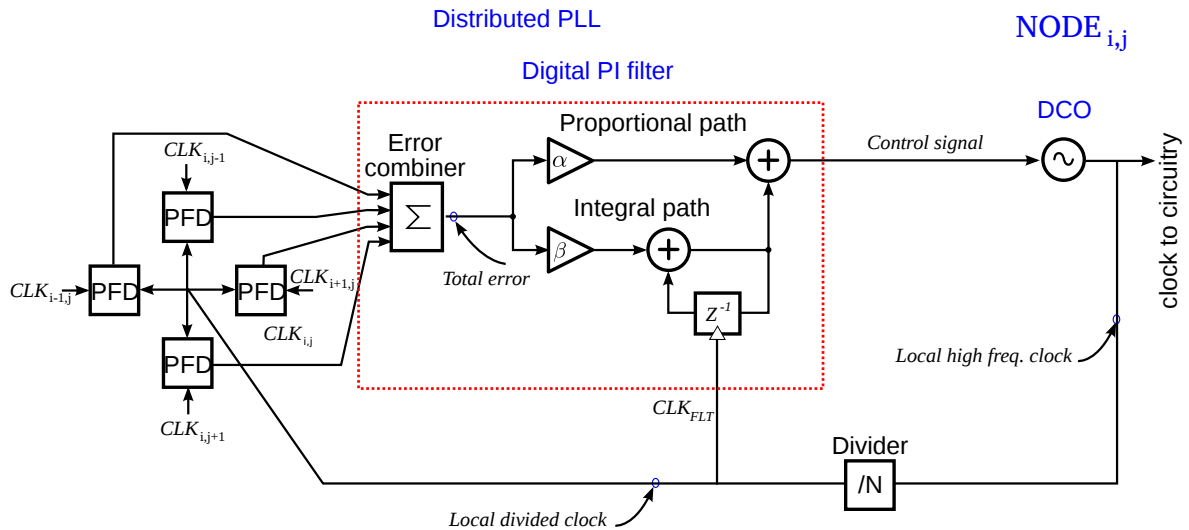 Distributed PLL
NODE i,j
Digital PI filter
DCO
Error
combiner
Proportional path
Control signal
clock to circuitry
CLK i,j-1
α
+
PFD
Σ
Integral path
β
+
Total error
CLK i-1,j
PFD
PFD
CLK i+1,j
Z -1
CLK i,j
PFD
Local high freq. clock
CLK FLT
CLK i,j+1
Divider
/N
Local divided clock